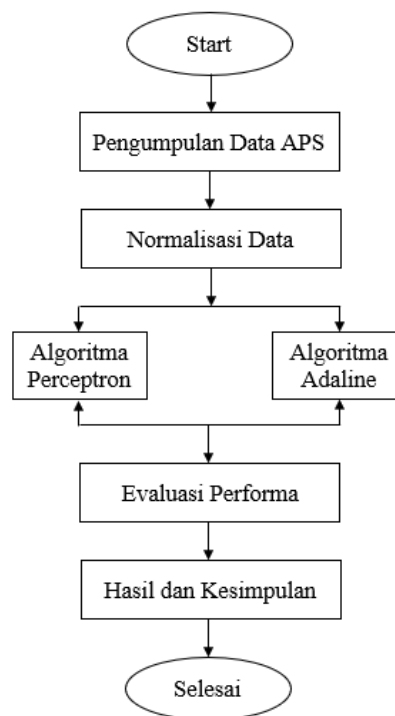 Start
Pengumpulan Data APS
Normalisasi Data
Algoritma
Perceptron
Algoritma
Adaline
Evaluasi Performa
Hasil dan Kesimpulan
Selesai